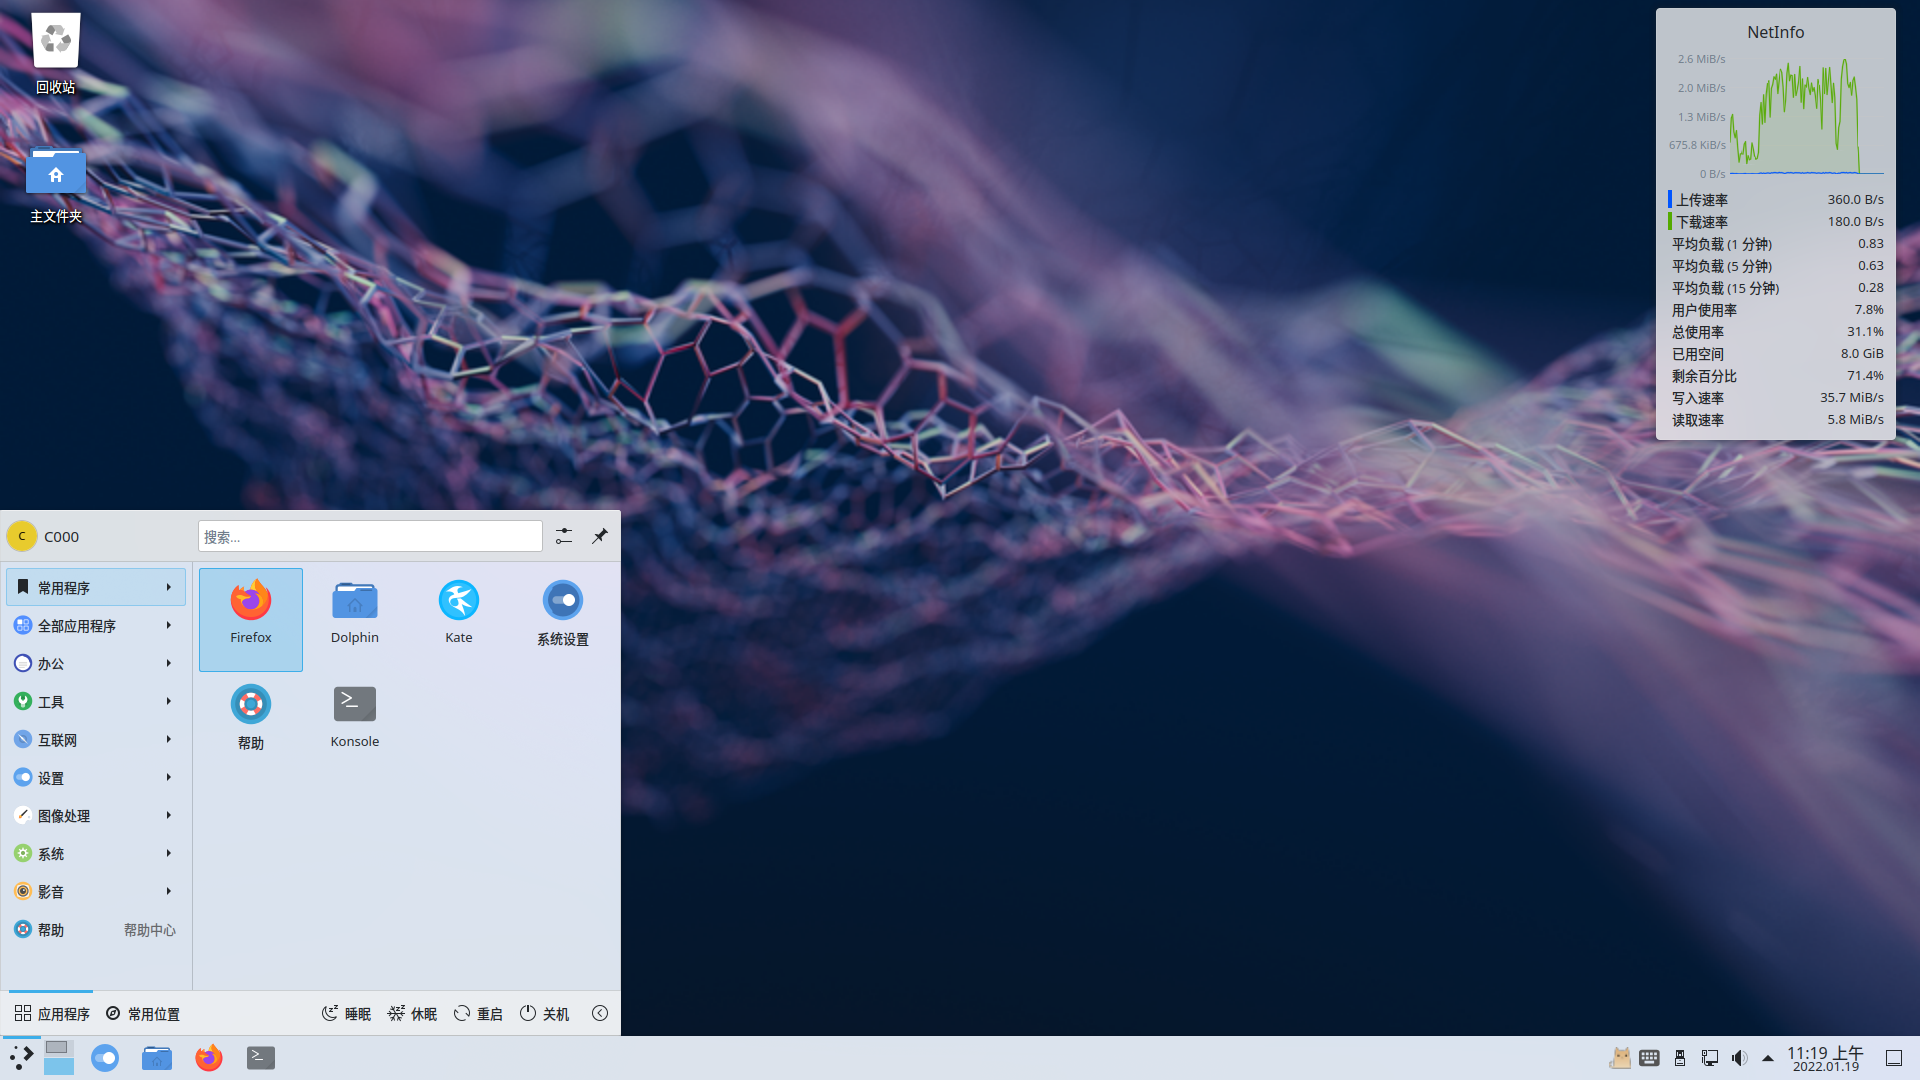 回收站
主文件夹
NetInfo
2.6 MiB/s
2.0 MiB/s
1.3 MiB/s
675.8 KiB/s
0 B/s
上传速率 360.0 B/s
下载速率 180.0 B/s
平均负载 (1 分钟) 0.83
平均负载 (5 分钟) 0.63
平均负载 (15 分钟) 0.28
用户使用率 7.8%
总使用率 31.1%
已用空间 8.0 GiB
剩余百分比 71.4%
写入速率 35.7 MiB/s
读取速率 5.8 MiB/s
C C000
搜索...
常用程序
全部应用程序
办公
工具
互联网
设置
图像处理
系统
影音
帮助 帮助中心
Firefox Dolphin Kate 系统设置
帮助 Konsole
应用程序 常用位置 睡眠 休眠 重启 关机
11:19 上午
2022.01.19